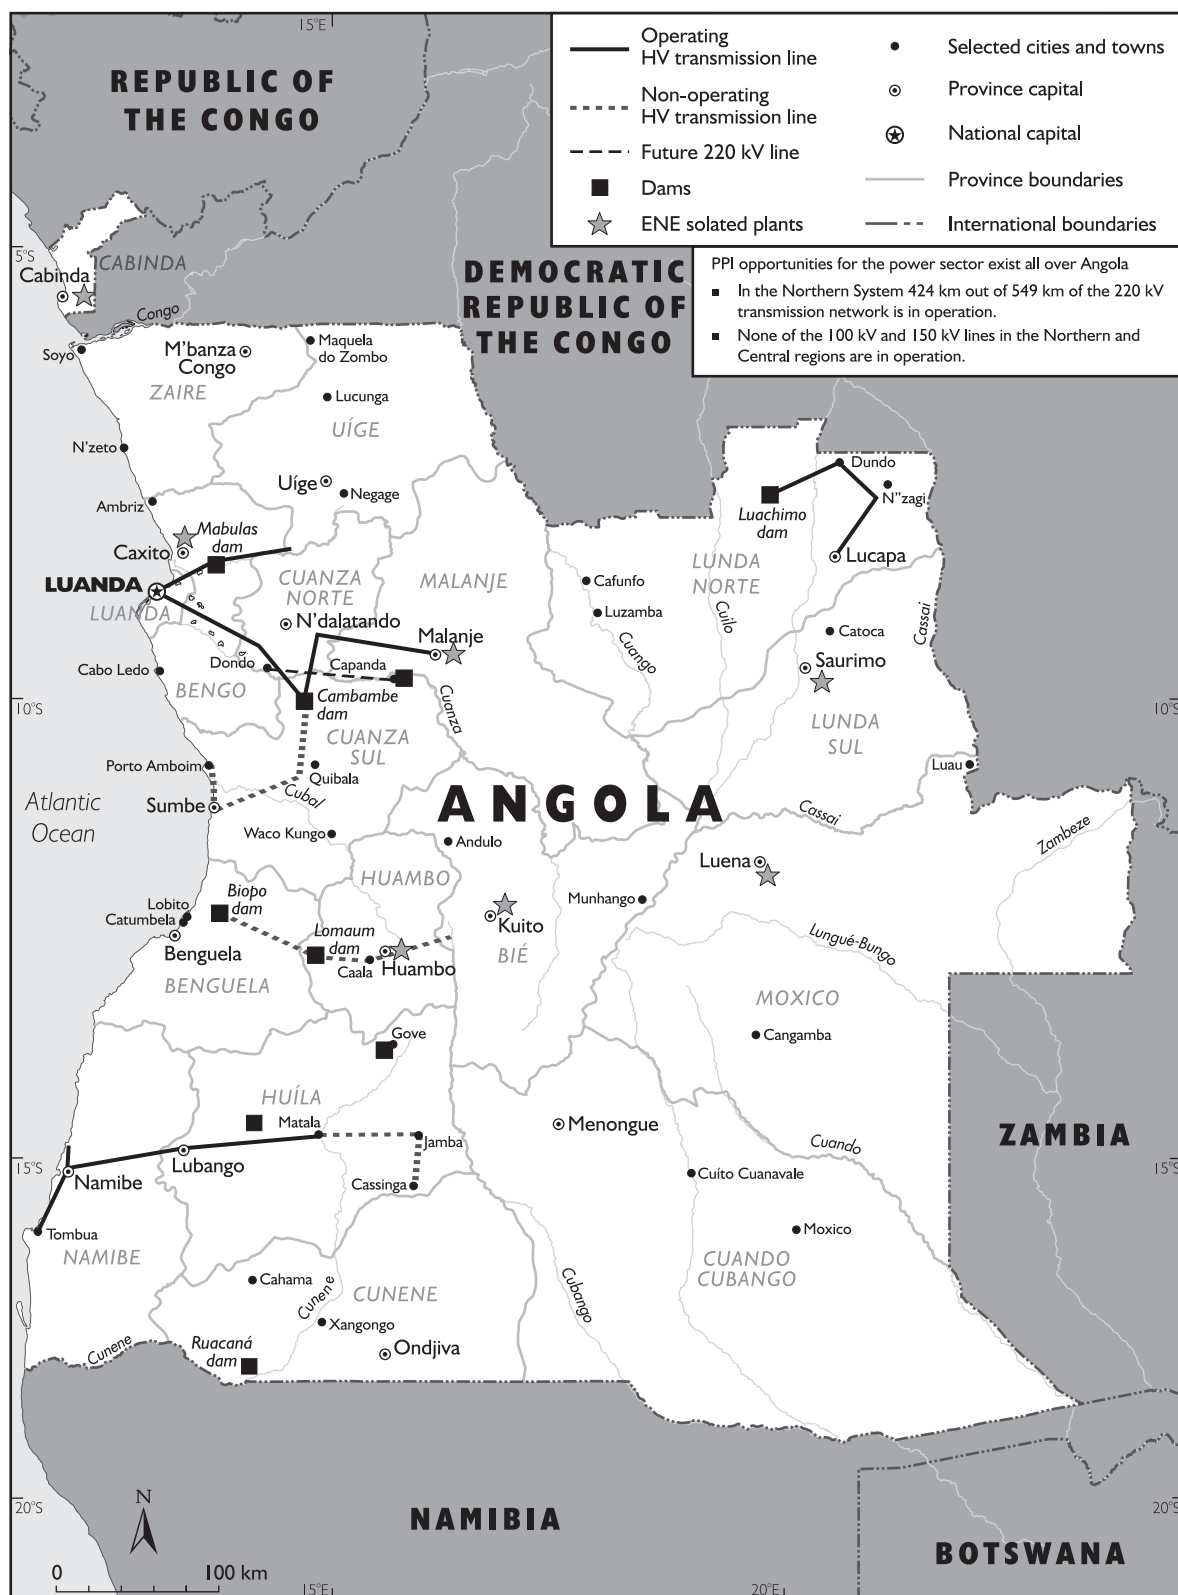 15°E
REPUBLIC OF
THE CONGO
Operating
HV transmission line
Non-operating
HV transmission line
Future 220 kV line
Dams
ENE solated plants
Selected cities and towns
Province capital
National capital
Province boundaries
International boundaries
PPI opportunities for the power sector exist all over Angola
In the Northern System 424 km out of 549 km of the 220 kV
transmission network is in operation.
None of the 100 kV and 150 kV lines in the Northern and
Central regions are in operation.
5°S
CABINDA
Cabinda
Congo
DEMOCRATIC
REPUBLIC OF
THE CONGO
Soyo
M'banza
Congo
Maquela
do Zombo
ZAIRE
Lucunga
UÍGE
N'zeto
Uíge
Negage
Ambriz
Mabulas
dam
Caxito
LUANDA
LUANDA
CUANZA
NORTE
MALANJE
N'dalatando
Malanje
Dondo
Capanda
Cabo Ledo
BENGO
Cambambe
dam
Cuanza
Dundo
N"zagi
Luachimo
dam
Lucapa
LUNDA
NORTE
Cafunfo
Luzamba
Cuango
Cuilo
Cassai
Catoca
Saurimo
LUNDA
SUL
10°S
10°S
CUANZA
SUL
Porto Amboim
Quibala
Sumbe
Cubal
Luau
ANGOLA
Atlantic
Ocean
Waco Kungo
Andulo
Cassai
Zambeze
HUAMBO
Luena
Biopo
dam
Lobito
Catumbela
Benguela
Lomaum
dam
Kuito
Munhango
Huambo
Caala
BIÉ
Lungué-Bungo
BENGUELA
MOXICO
Gove
Cangamba
HUÍLA
Matala
Jamba
Menongue
ZAMBIA
Cuando
15°S
15°S
Lubango
Namibe
Cassinga
Cuíto Cuanavale
Tombua
Moxico
NAMIBE
CUANDO
CUBANGO
Cahama
Cunene
CUNENE
Cubango
Xangongo
Cunene
Ruacaná
dam
Ondjiva
20°S
20°S
N
NAMIBIA
BOTSWANA
0
100 km
15°E
20°E